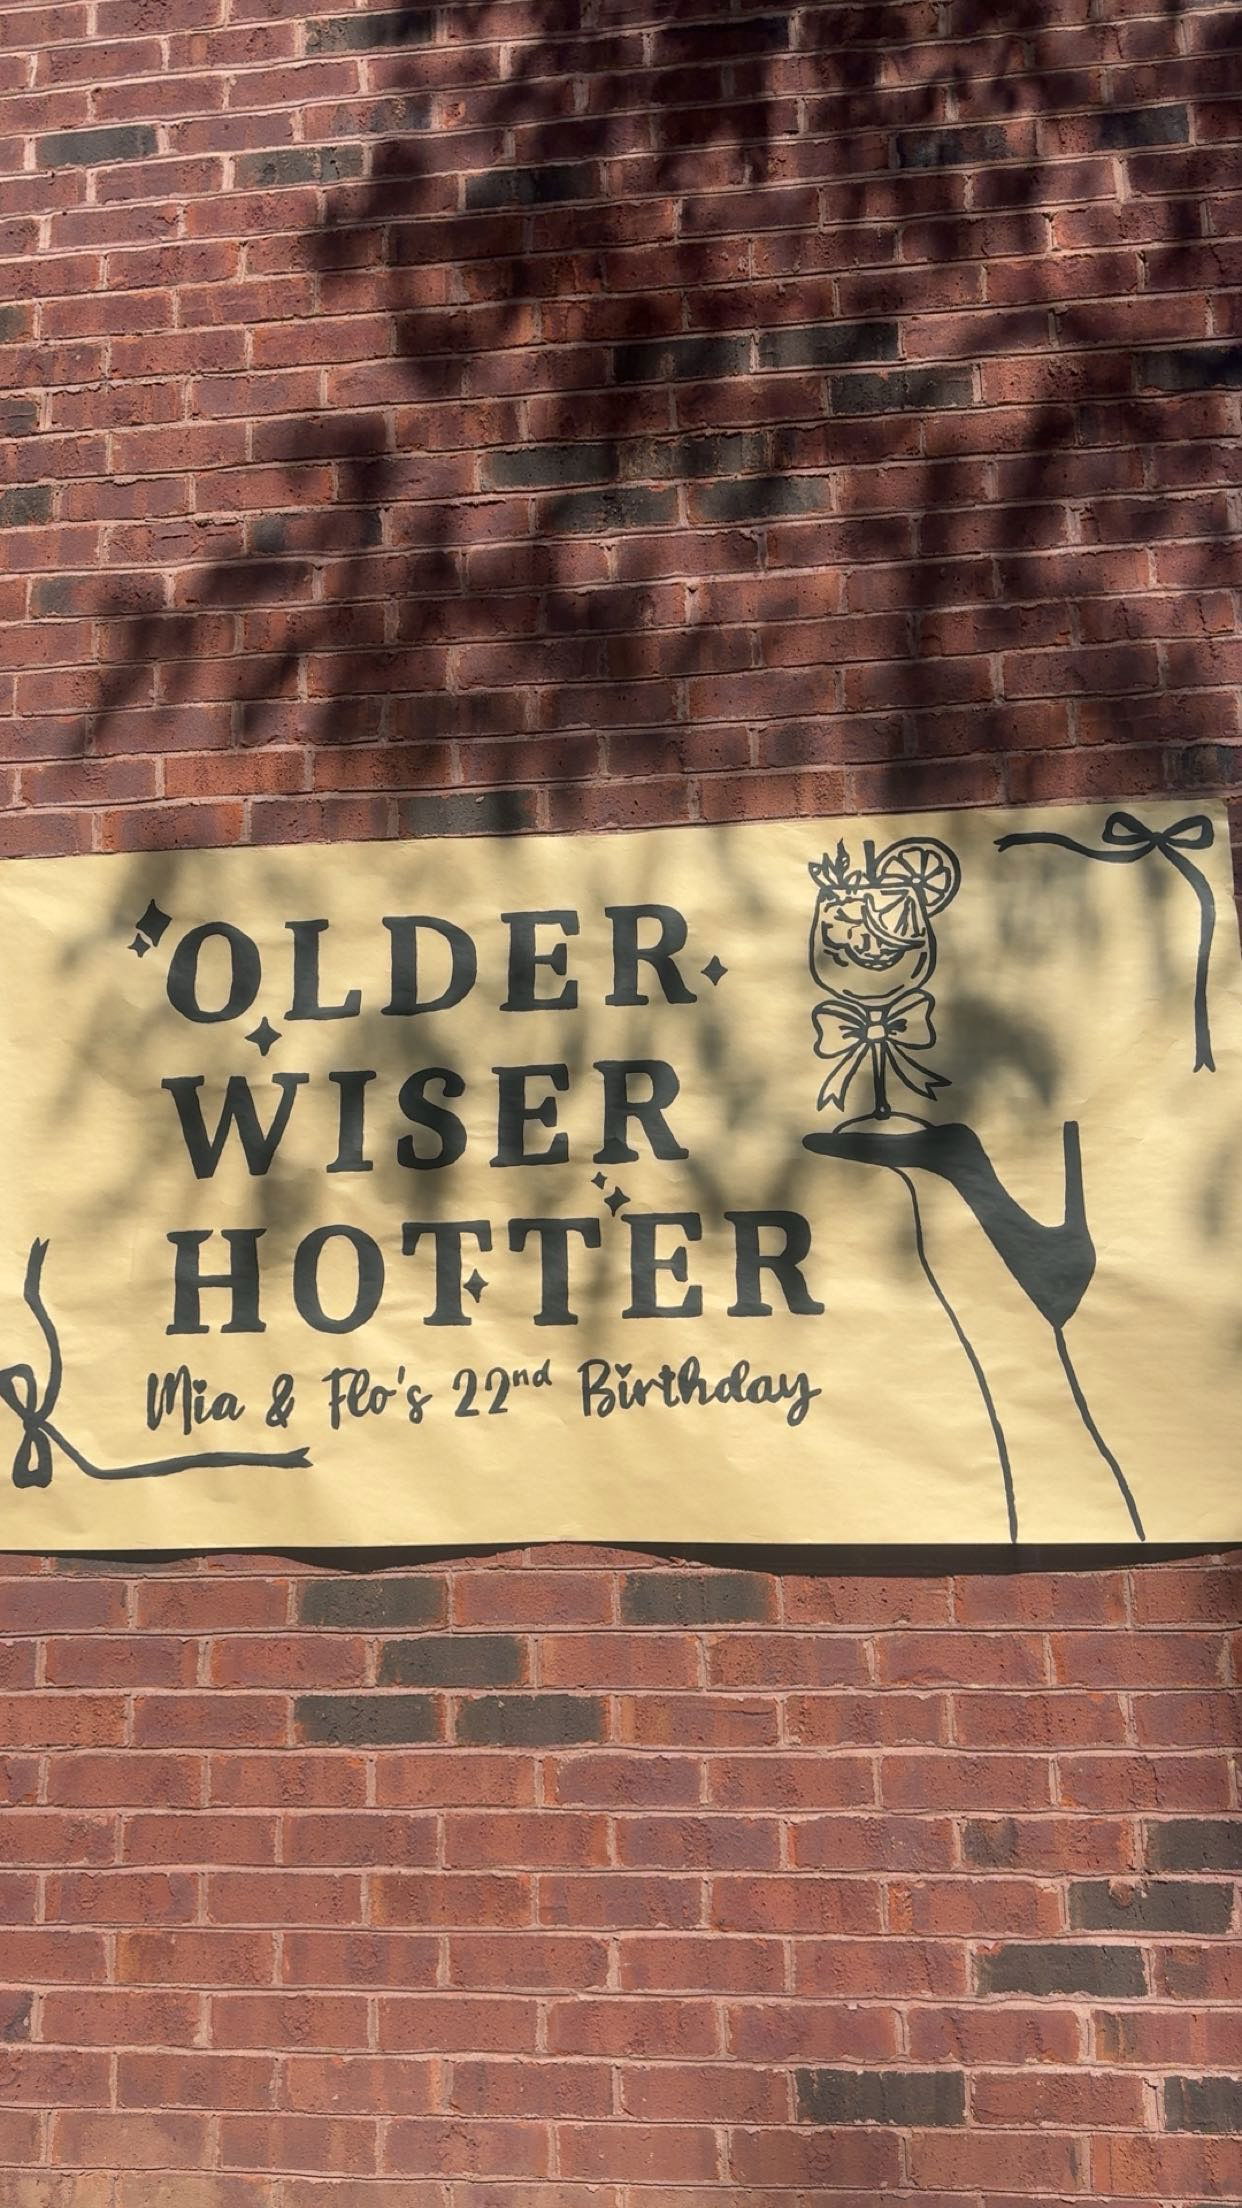 OLDER
WISER
HOTTER
Mia & Flo's 22nd Birthday